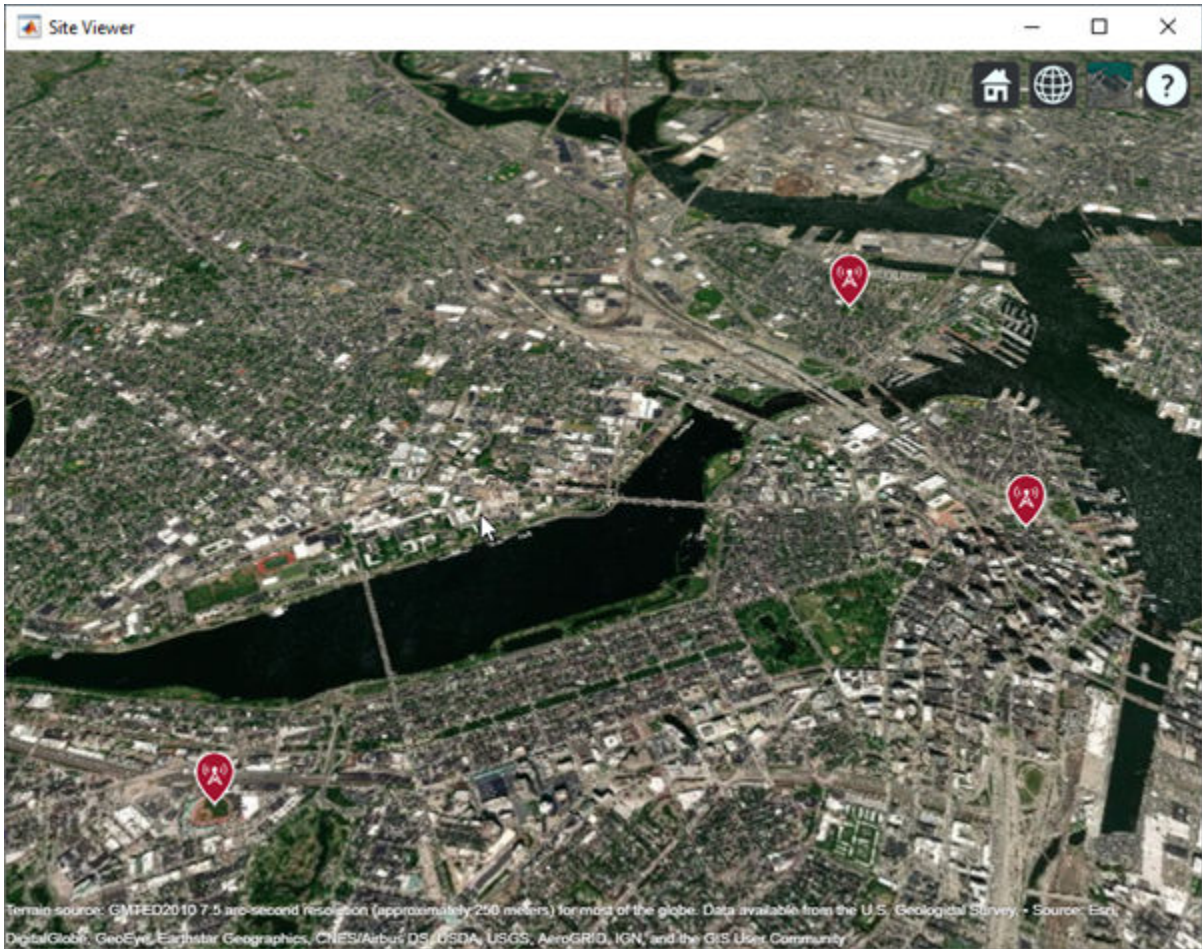 Site Viewer
?
Terrain source: GMTED2010 7.5 arc-second resolution (approximately 250 meters) for most of the globe. Data available from the U.S. Geological Survey. • Source: Esri,
DigitalGlobe, GeoEye, Earthstar Geographics, CNES/Airbus DS, USDA, USGS, AeroGRID, IGN, and the GIS User Community